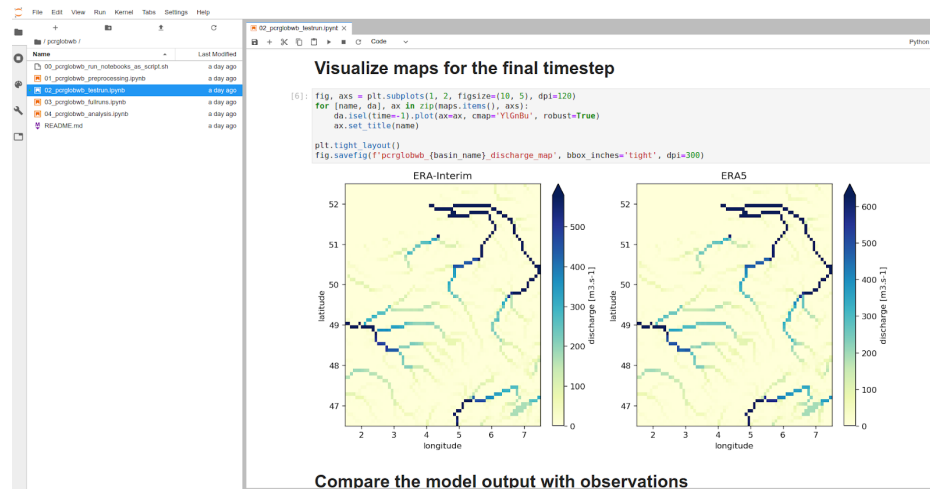 File Edit View Run Kernel Tabs Settings Help
/ pcrglobwb /
Name Last Modified
00_pcrglobwb_run_notebooks_as_script.sh a day ago
01_pcrglobwb_preprocessing.ipynb a day ago
02_pcrglobwb_testrun.ipynb a day ago
03_pcrglobwb_fullruns.ipynb a day ago
04_pcrglobwb_analysis.ipynb a day ago
README.md a day ago
02_pcrglobwb_testrun.ipynt
Code
Python
Visualize maps for the final timestep
[6]: fig, axs = plt.subplots(1, 2, figsize=(10, 5), dpi=120)
for [name, da], ax in zip(maps.items(), axs):
da.isel(time=-1).plot(ax=ax, cmap='YlGnBu', robust=True)
ax.set_title(name)
plt.tight_layout()
fig.savefig(f'pcrglobwb_{basin_name}_discharge_map', bbox_inches='tight', dpi=300)
ERA-Interim
52
51
50
49
48
47
latitude
2 3 4 5 6 7
longitude
500
400
300
200
100
0
discharge [m3.s-1]
ERA5
52
51
50
49
48
47
latitude
2 3 4 5 6 7
longitude
600
500
400
300
200
100
0
discharge [m3.s-1]
Compare the model output with observations